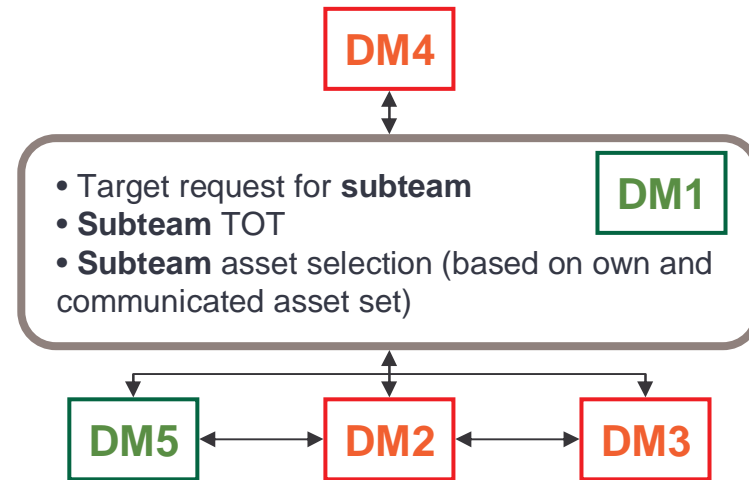 DM4
• Target request for subteam
DM1
• Subteam TOT
• Subteam asset selection (based on own and
communicated asset set)
DM5
DM2
DM3